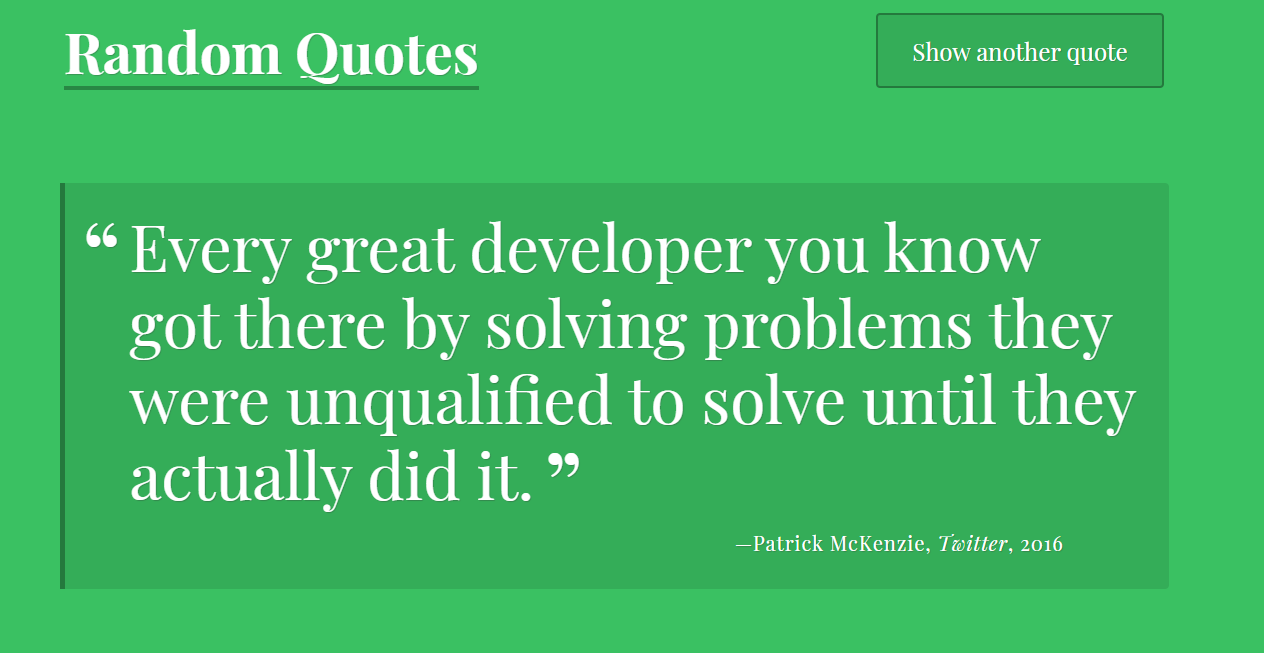 Random Quotes
Show another quote
“ Every great developer you know
got there by solving problems they
were unqualified to solve until they
actually did it. ”
—Patrick McKenzie, Twitter, 2016